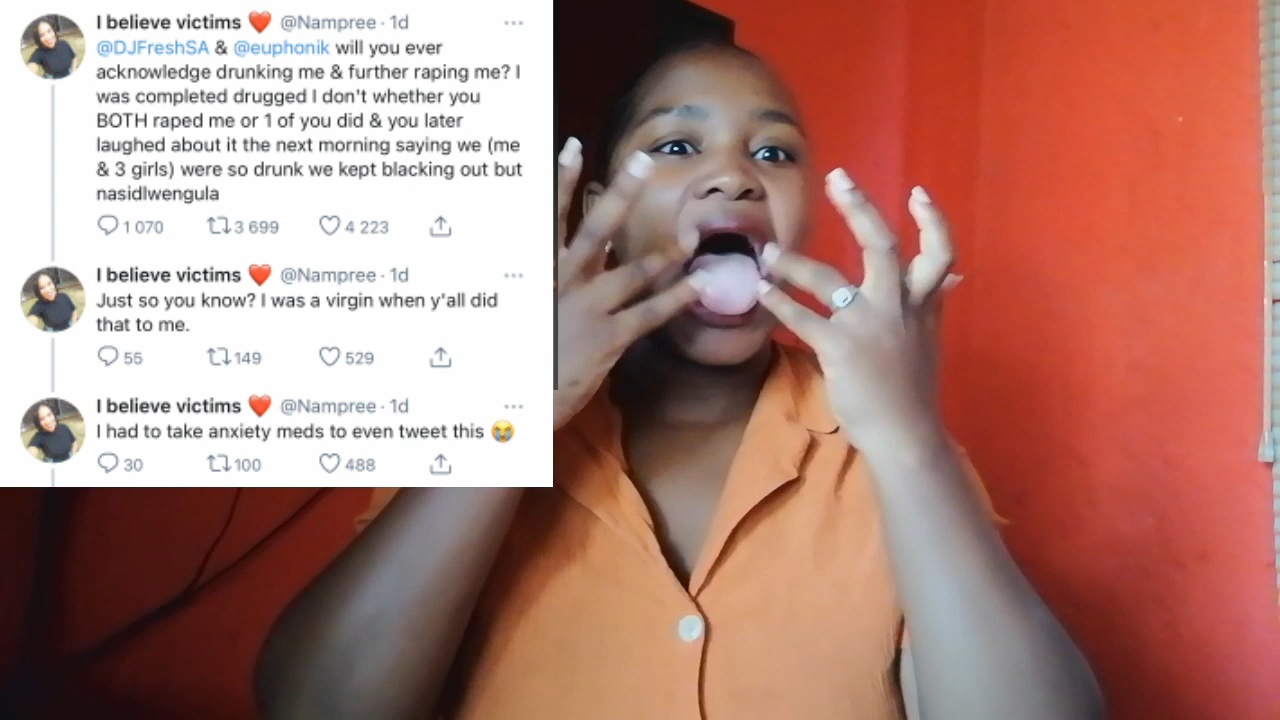 I believe victims ❤️ @Nampree · 1d
@DJFreshSA & @euphonik will you ever
acknowledge drunking me & further raping me? I
was completed drugged I don't whether you
BOTH raped me or 1 of you did & you later
laughed about it the next morning saying we (me
& 3 girls) were so drunk we kept blacking out but
nasidlwengula
1 070 3 699 4 223
I believe victims ❤️ @Nampree · 1d
Just so you know? I was a virgin when y'all did
that to me.
55 149 529
I believe victims ❤️ @Nampree · 1d
I had to take anxiety meds to even tweet this 😭
30 100 488